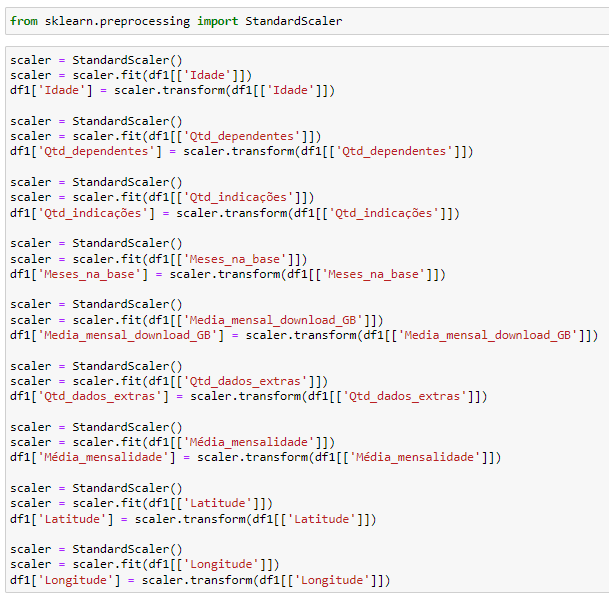 from sklearn.preprocessing import StandardScaler
scaler = StandardScaler()
scaler = scaler.fit(df1[['Idade']])
df1['Idade'] = scaler.transform(df1[['Idade']])
scaler = StandardScaler()
scaler = scaler.fit(df1[['Qtd_dependentes']])
df1['Qtd_dependentes'] = scaler.transform(df1[['Qtd_dependentes']])
scaler = StandardScaler()
scaler = scaler.fit(df1[['Qtd_indicações']])
df1['Qtd_indicações'] = scaler.transform(df1[['Qtd_indicações']])
scaler = StandardScaler()
scaler = scaler.fit(df1[['Meses_na_base']])
df1['Meses_na_base'] = scaler.transform(df1[['Meses_na_base']])
scaler = StandardScaler()
scaler = scaler.fit(df1[['Media_mensal_download_GB']])
df1['Media_mensal_download_GB'] = scaler.transform(df1[['Media_mensal_download_GB']])
scaler = StandardScaler()
scaler = scaler.fit(df1[['Qtd_dados_extras']])
df1['Qtd_dados_extras'] = scaler.transform(df1[['Qtd_dados_extras']])
scaler = StandardScaler()
scaler = scaler.fit(df1[['Média_mensalidade']])
df1['Média_mensalidade'] = scaler.transform(df1[['Média_mensalidade']])
scaler = StandardScaler()
scaler = scaler.fit(df1[['Latitude']])
df1['Latitude'] = scaler.transform(df1[['Latitude']])
scaler = StandardScaler()
scaler = scaler.fit(df1[['Longitude']])
df1['Longitude'] = scaler.transform(df1[['Longitude']])